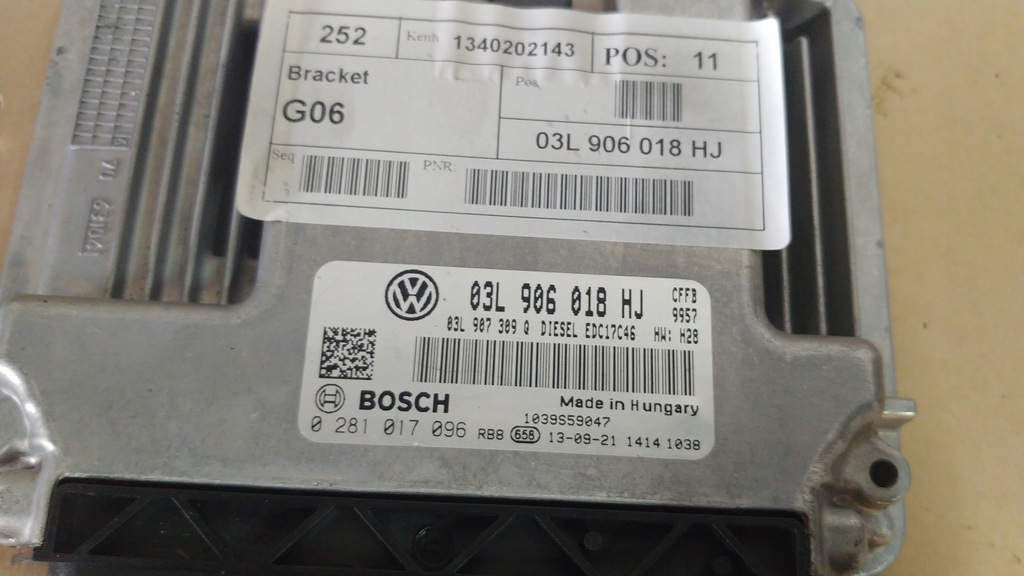 252 Kenh 1340202143 POS: 11
Bracket
Pos.
G06
03L 906 018 HJ
Seq PNR.
03L 906 018 HJ CFFB
9957
03L 907 309 Q DIESEL EDC17C46 HW: H28
BOSCH Made in Hungary
1039S59047
0 281 017 096 RB8 656 13-09-21 1414 1038